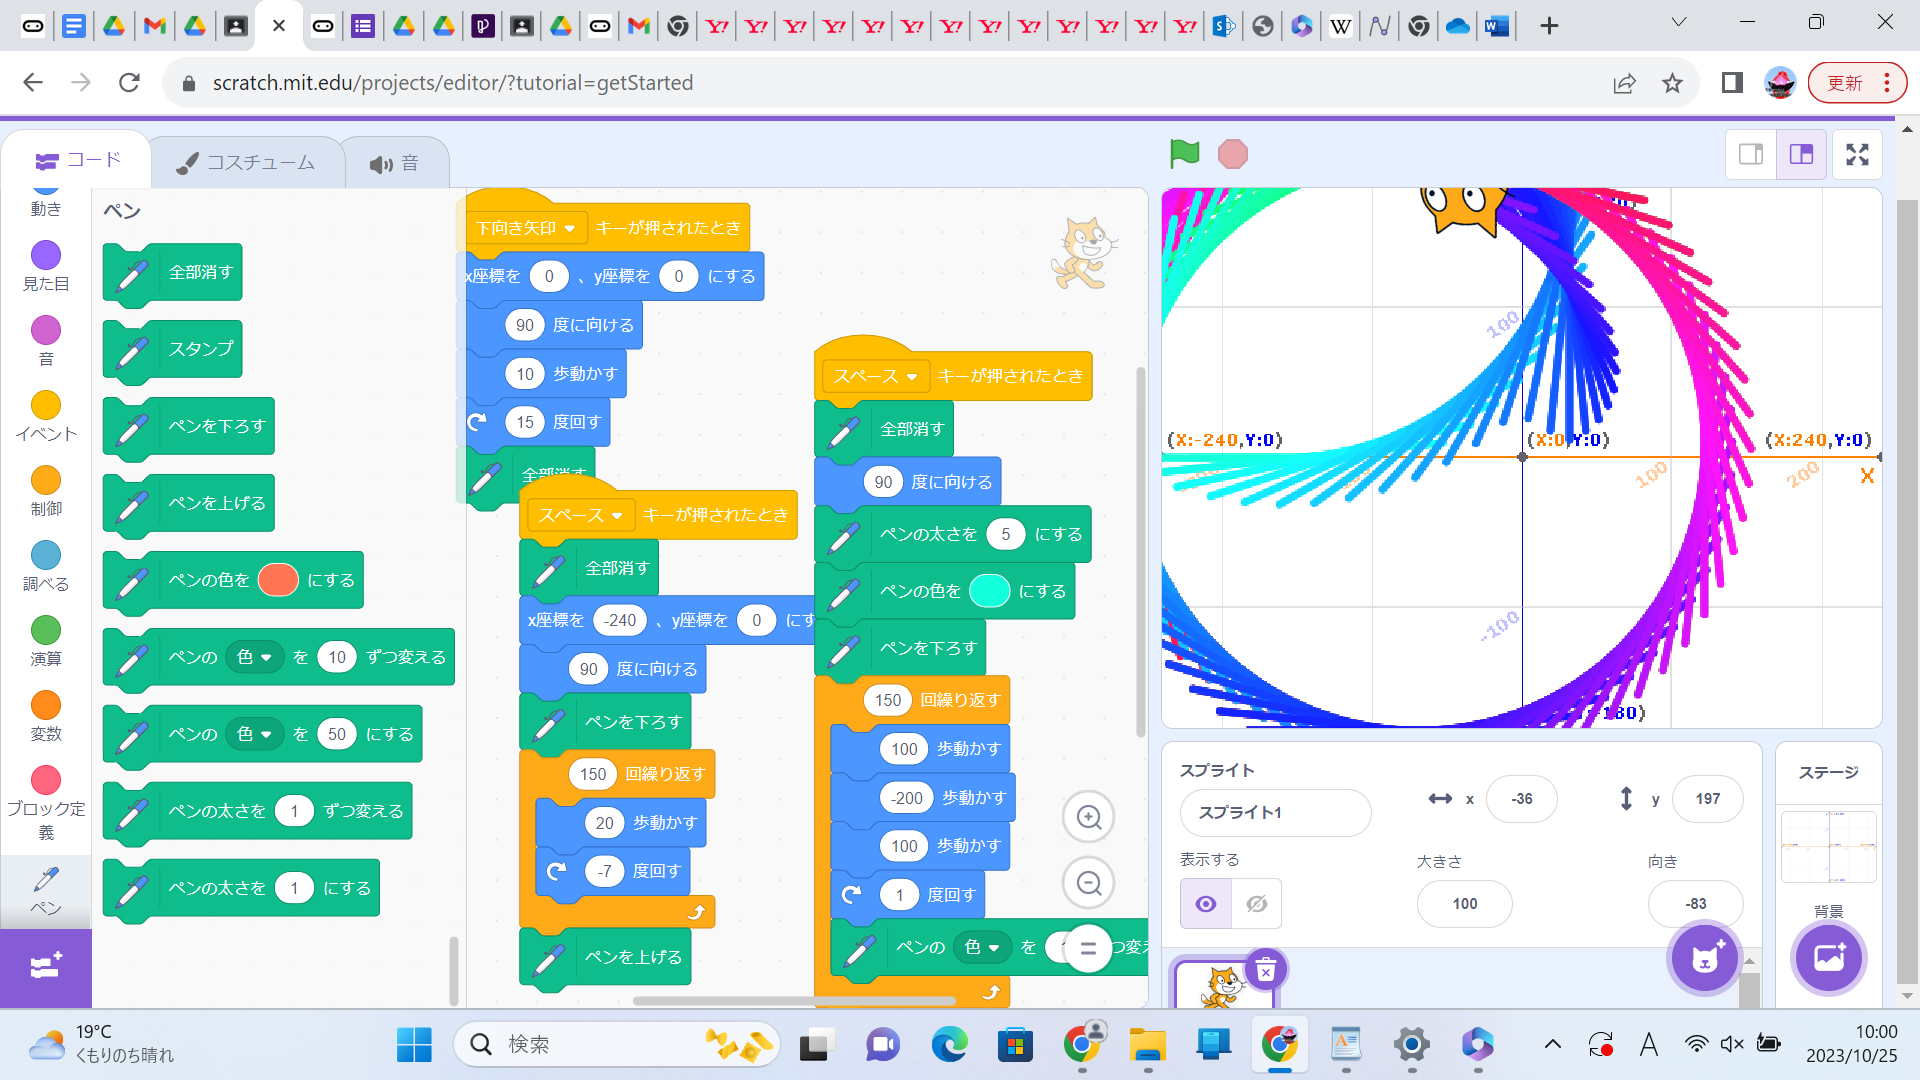 scratch.mit.edu/projects/editor/?tutorial=getStarted
更新
コード
コスチューム
音
動き
見た目
音
イベント
制御
調べる
演算
変数
ブロック定
義
ペン
ペン
全部消す
スタンプ
ペンを下ろす
ペンを上げる
ペンの色を にする
ペンの 色 を 10 ずつ変える
ペンの 色 を 50 にする
ペンの太さを 1 ずつ変える
ペンの太さを 1 にする
下向き矢印 キーが押されたとき
x座標を 0 、y座標を 0 にする
90 度に向ける
10 歩動かす
15 度回す
全部消す
スペース キーが押されたとき
全部消す
x座標を -240 、y座標を 0 にす
90 度に向ける
ペンを下ろす
150 回繰り返す
20 歩動かす
-7 度回す
ペンを上げる
スペース キーが押されたとき
全部消す
90 度に向ける
ペンの太さを 5 にする
ペンの色を にする
ペンを下ろす
150 回繰り返す
100 歩動かす
-200 歩動かす
100 歩動かす
1 度回す
ペンの 色 を つ変え
100
(X:-240,Y:0)
(X:0,Y:0)
(X:240,Y:0)
100
200
X
-100
-180)
スプライト
スプライト1
x -36
y 197
表示する
大きさ
100
向き
-83
ステージ
背景
19°C
くもりのち晴れ
検索
A
10:00
2023/10/25